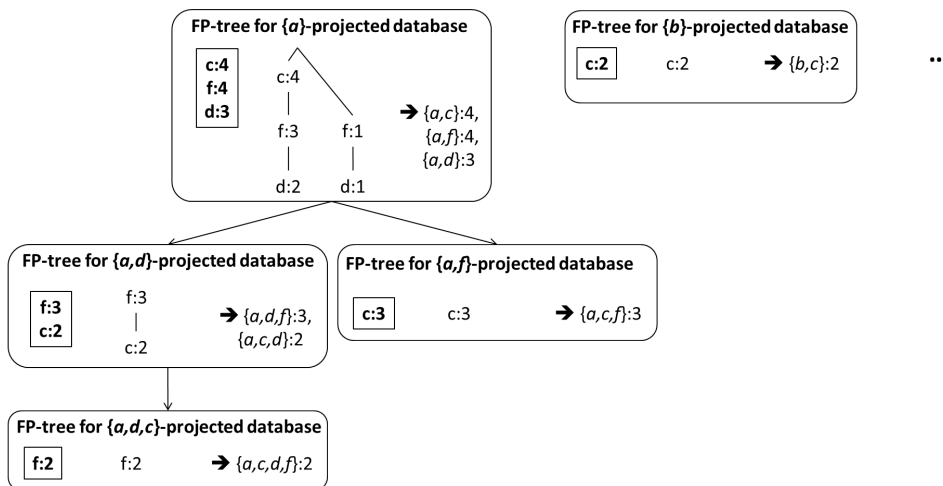 FP-tree for {a}-projected database
c:4
f:4
d:3
c:4
f:3
f:1
d:2
d:1
➔ {a,c}:4,
{a,f}:4,
{a,d}:3
FP-tree for {b}-projected database
c:2
c:2
➔ {b,c}:2
..
FP-tree for {a,d}-projected database
f:3
c:2
f:3
c:2
➔ {a,d,f}:3,
{a,c,d}:2
FP-tree for {a,f}-projected database
c:3
c:3
➔ {a,c,f}:3
FP-tree for {a,d,c}-projected database
f:2
f:2
➔ {a,c,d,f}:2